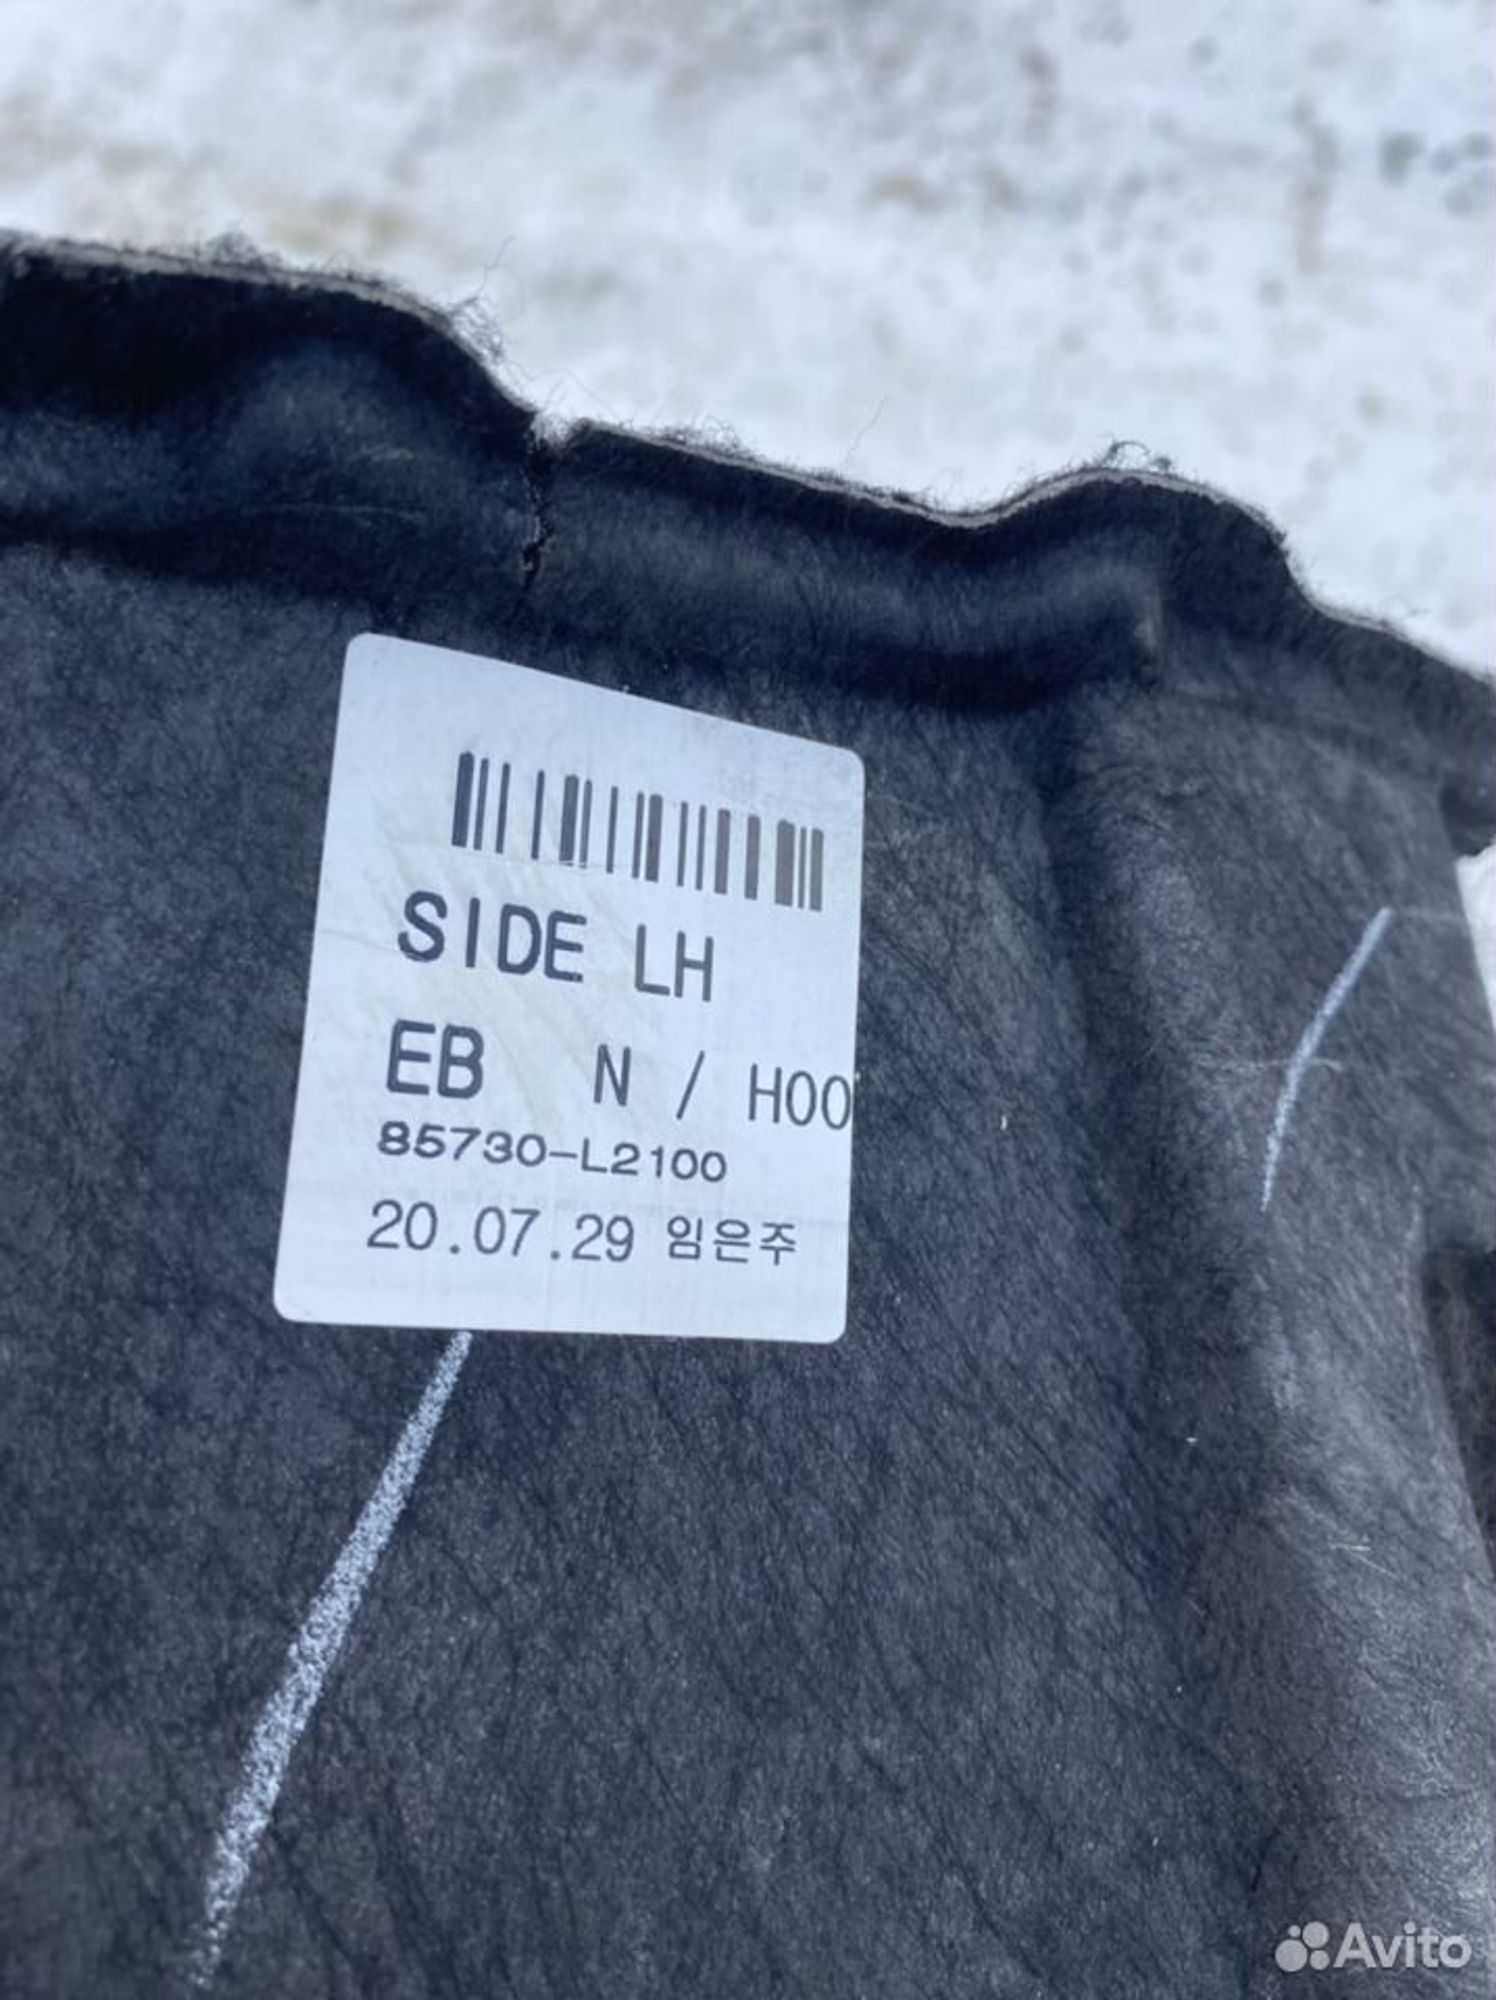 SIDE LH
EB N / HOO
85730-L2100
20.07.29 임은주
Avito